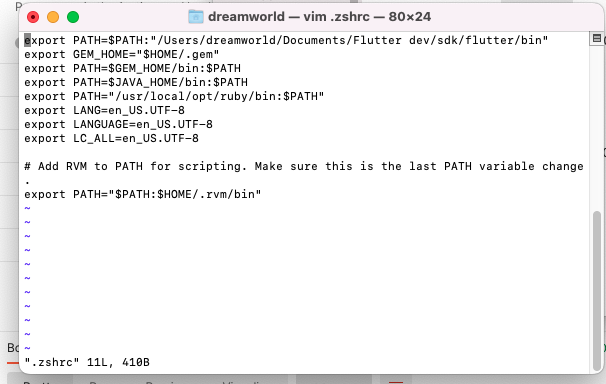 dreamworld — vim .zshrc — 80×24
export PATH=$PATH:"/Users/dreamworld/Documents/Flutter dev/sdk/flutter/bin"
export GEM_HOME="$HOME/.gem"
export PATH=$GEM_HOME/bin:$PATH
export PATH=$JAVA_HOME/bin:$PATH
export PATH="/usr/local/opt/ruby/bin:$PATH"
export LANG=en_US.UTF-8
export LANGUAGE=en_US.UTF-8
export LC_ALL=en_US.UTF-8
# Add RVM to PATH for scripting. Make sure this is the last PATH variable change
.
export PATH="$PATH:$HOME/.rvm/bin"
~
~
~
~
~
~
~
~
~
~
~
".zshrc" 11L, 410B